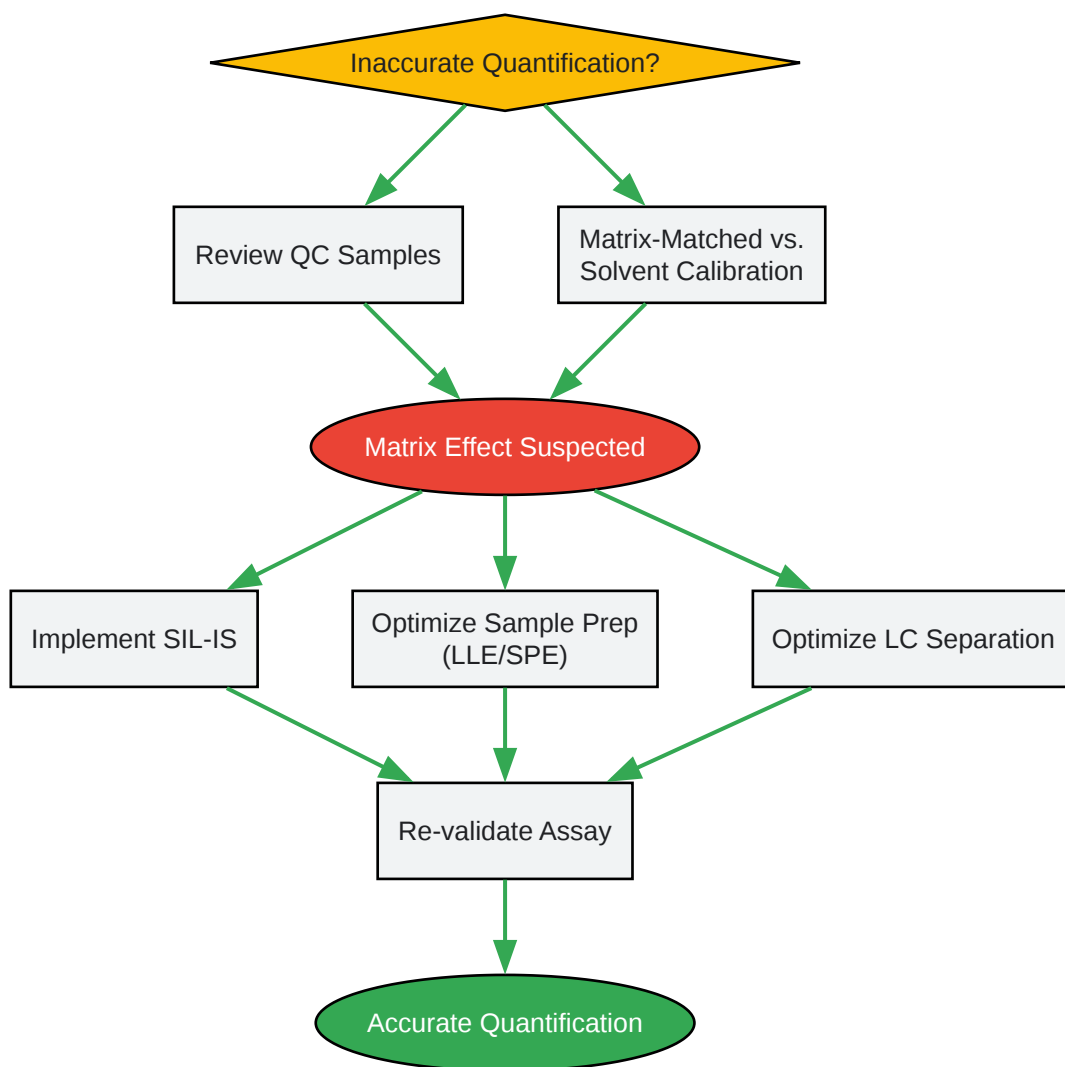 Inaccurate Quantification?
Review QC Samples
Matrix-Matched vs.
Solvent Calibration
Matrix Effect Suspected
Implement SIL-IS
Optimize Sample Prep
(LLE/SPE)
Optimize LC Separation
Re-validate Assay
Accurate Quantification